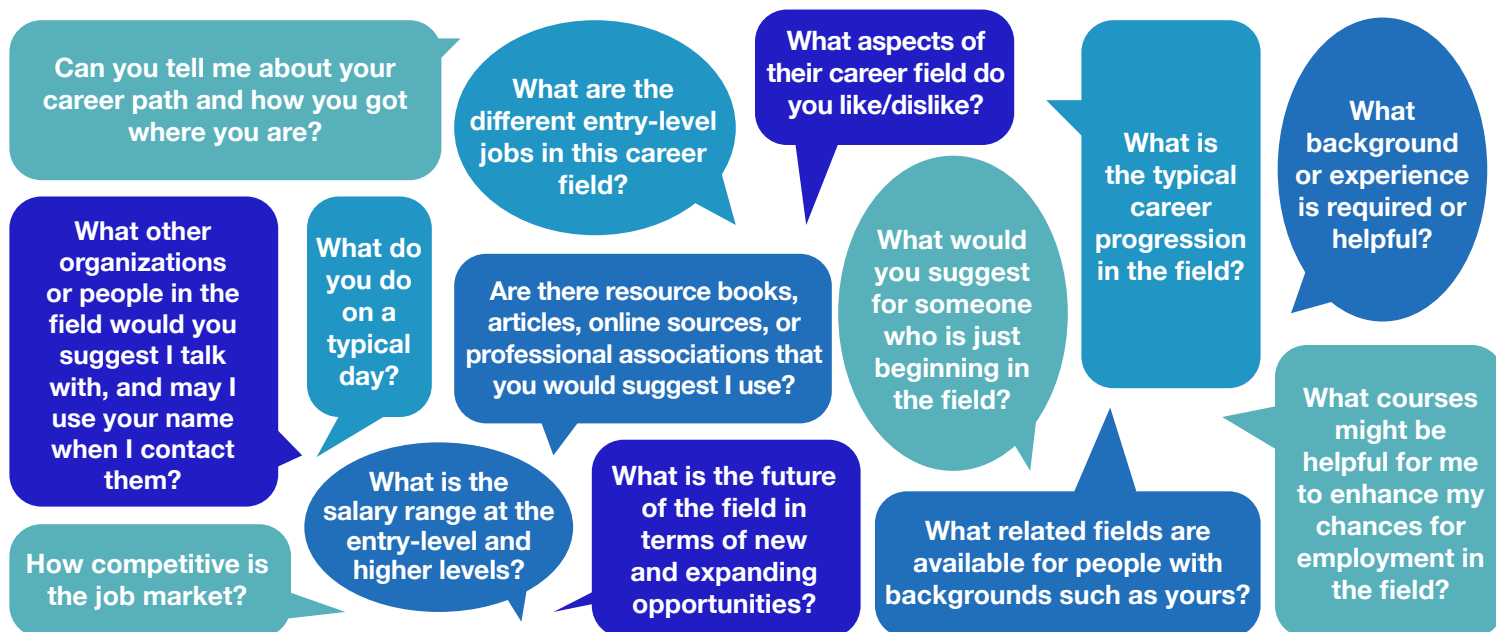 Can you tell me about your
career path and how you got
where you are?
What are the
different entry-level
jobs in this career
field?
What aspects of
their career field do
you like/dislike?
What is
the typical
career
progression
in the field?
What
background
or experience
is required or
helpful?
What other
organizations
or people in the
field would you
suggest I talk
with, and may I
use your name
when I contact
them?
What do
you do
on a
typical
day?
Are there resource books,
articles, online sources, or
professional associations that
you would suggest I use?
What would
you suggest
for someone
who is just
beginning in
the field?
What courses
might be
helpful for me
to enhance my
chances for
employment in
the field?
How competitive is
the job market?
What is the
salary range at the
entry-level and
higher levels?
What is the future
of the field in
terms of new
and expanding
opportunities?
What related fields are
available for people with
backgrounds such as yours?